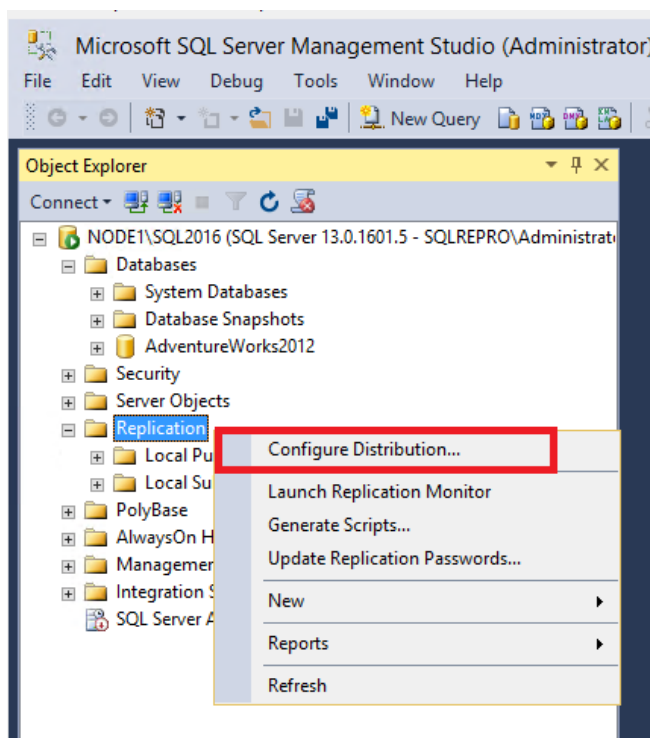 Microsoft SQL Server Management Studio (Administrator)
File Edit View Debug Tools Window Help
New Query
Object Explorer
Connect
NODE1\SQL2016 (SQL Server 13.0.1601.5 - SQLREPRO\Administrat
Databases
System Databases
Database Snapshots
AdventureWorks2012
Security
Server Objects
Replication
Local Pu
Local Su
PolyBase
AlwaysOn H
Managemen
Integration S
SQL Server A
Configure Distribution...
Launch Replication Monitor
Generate Scripts...
Update Replication Passwords...
New
Reports
Refresh